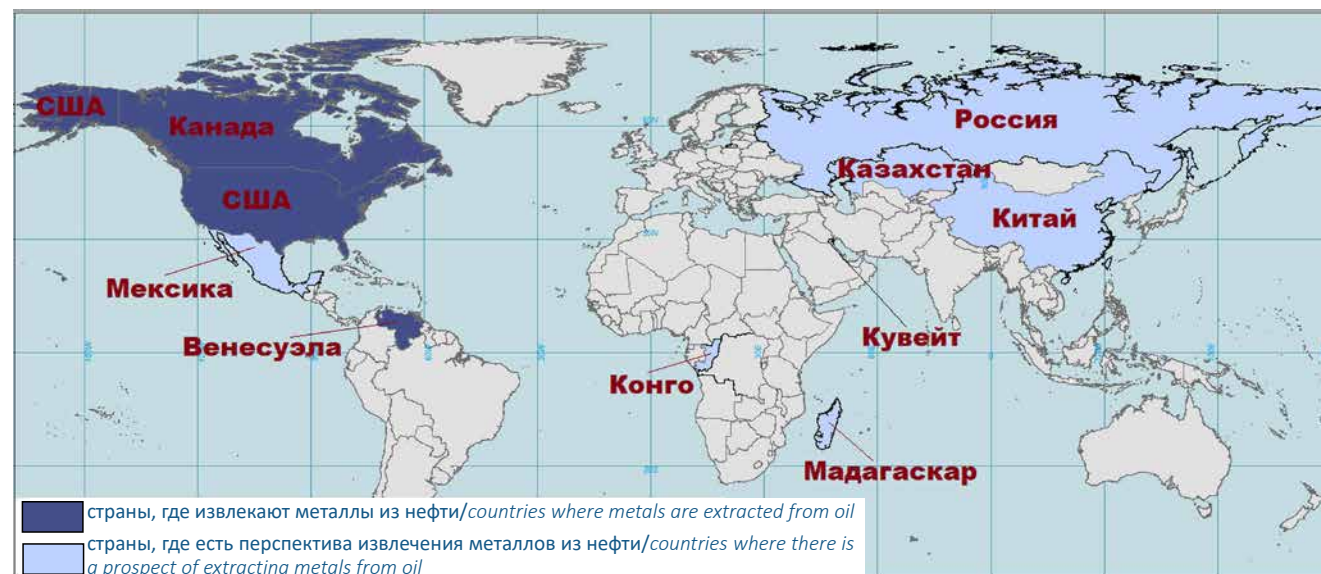 США
Канада
Россия
Казахстан
США
Китай
Мексика
Кувейт
Венесуэла
Конго
Мадагаскар
страны, где извлекают металлы из нефти/countries where metals are extracted from oil
страны, где есть перспектива извлечения металлов из нефти/countries where there is
a prospect of extracting metals from oil